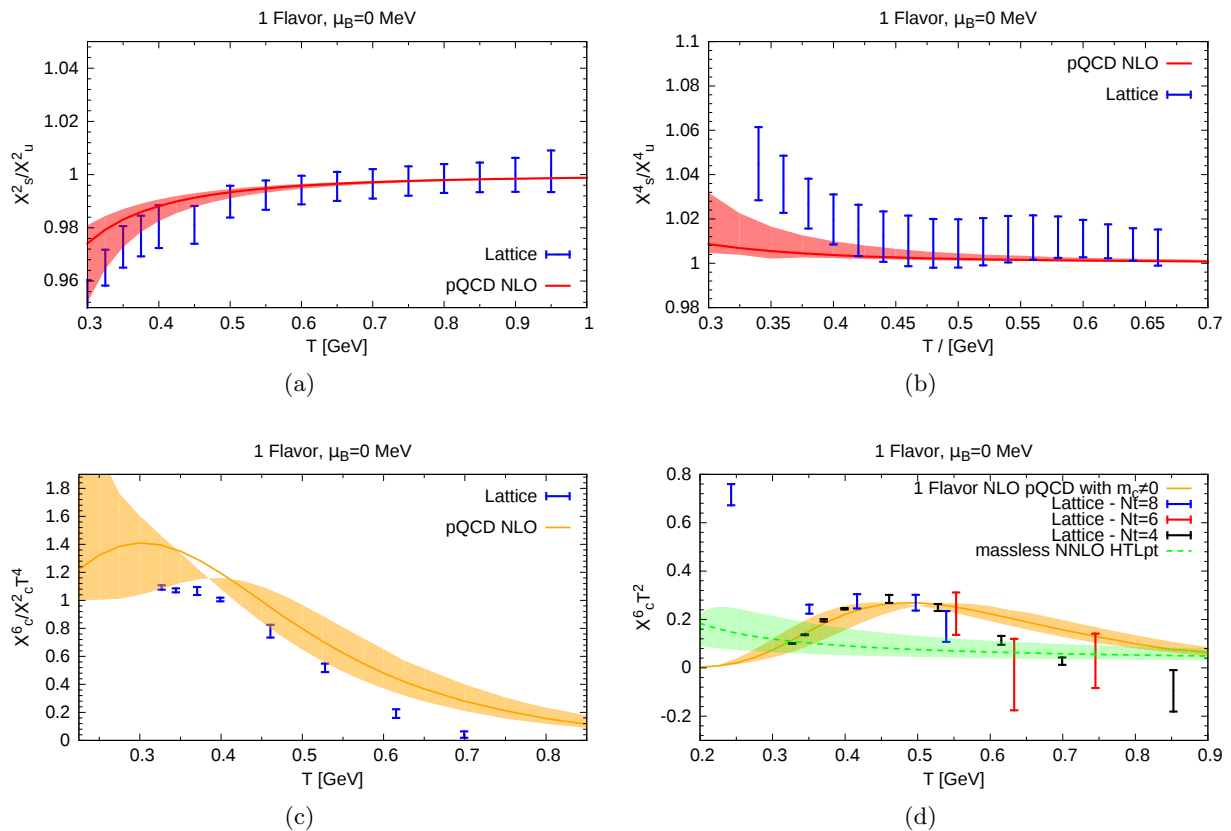 1 Flavor, μB=0 MeV
X2s/X2u
1.04
1.02
1
0.98
0.96
Lattice
pQCD NLO
0.3 0.4 0.5 0.6 0.7 0.8 0.9 1
T [GeV]
(a)
1 Flavor, μB=0 MeV
X4s/X4u
1.1
1.08
1.06
1.04
1.02
1
0.98
pQCD NLO
Lattice
0.3 0.35 0.4 0.45 0.5 0.55 0.6 0.65 0.7
T / [GeV]
(b)
1 Flavor, μB=0 MeV
X6c/X2cT4
1.8
1.6
1.4
1.2
1
0.8
0.6
0.4
0.2
0
Lattice
pQCD NLO
0.3 0.4 0.5 0.6 0.7 0.8
T [GeV]
(c)
1 Flavor, μB=0 MeV
X6cT2
0.8
0.6
0.4
0.2
0
-0.2
1 Flavor NLO pQCD with mc≠0
Lattice - Nt=8
Lattice - Nt=6
Lattice - Nt=4
massless NNLO HTLpt
0.2 0.3 0.4 0.5 0.6 0.7 0.8 0.9
T [GeV]
(d)